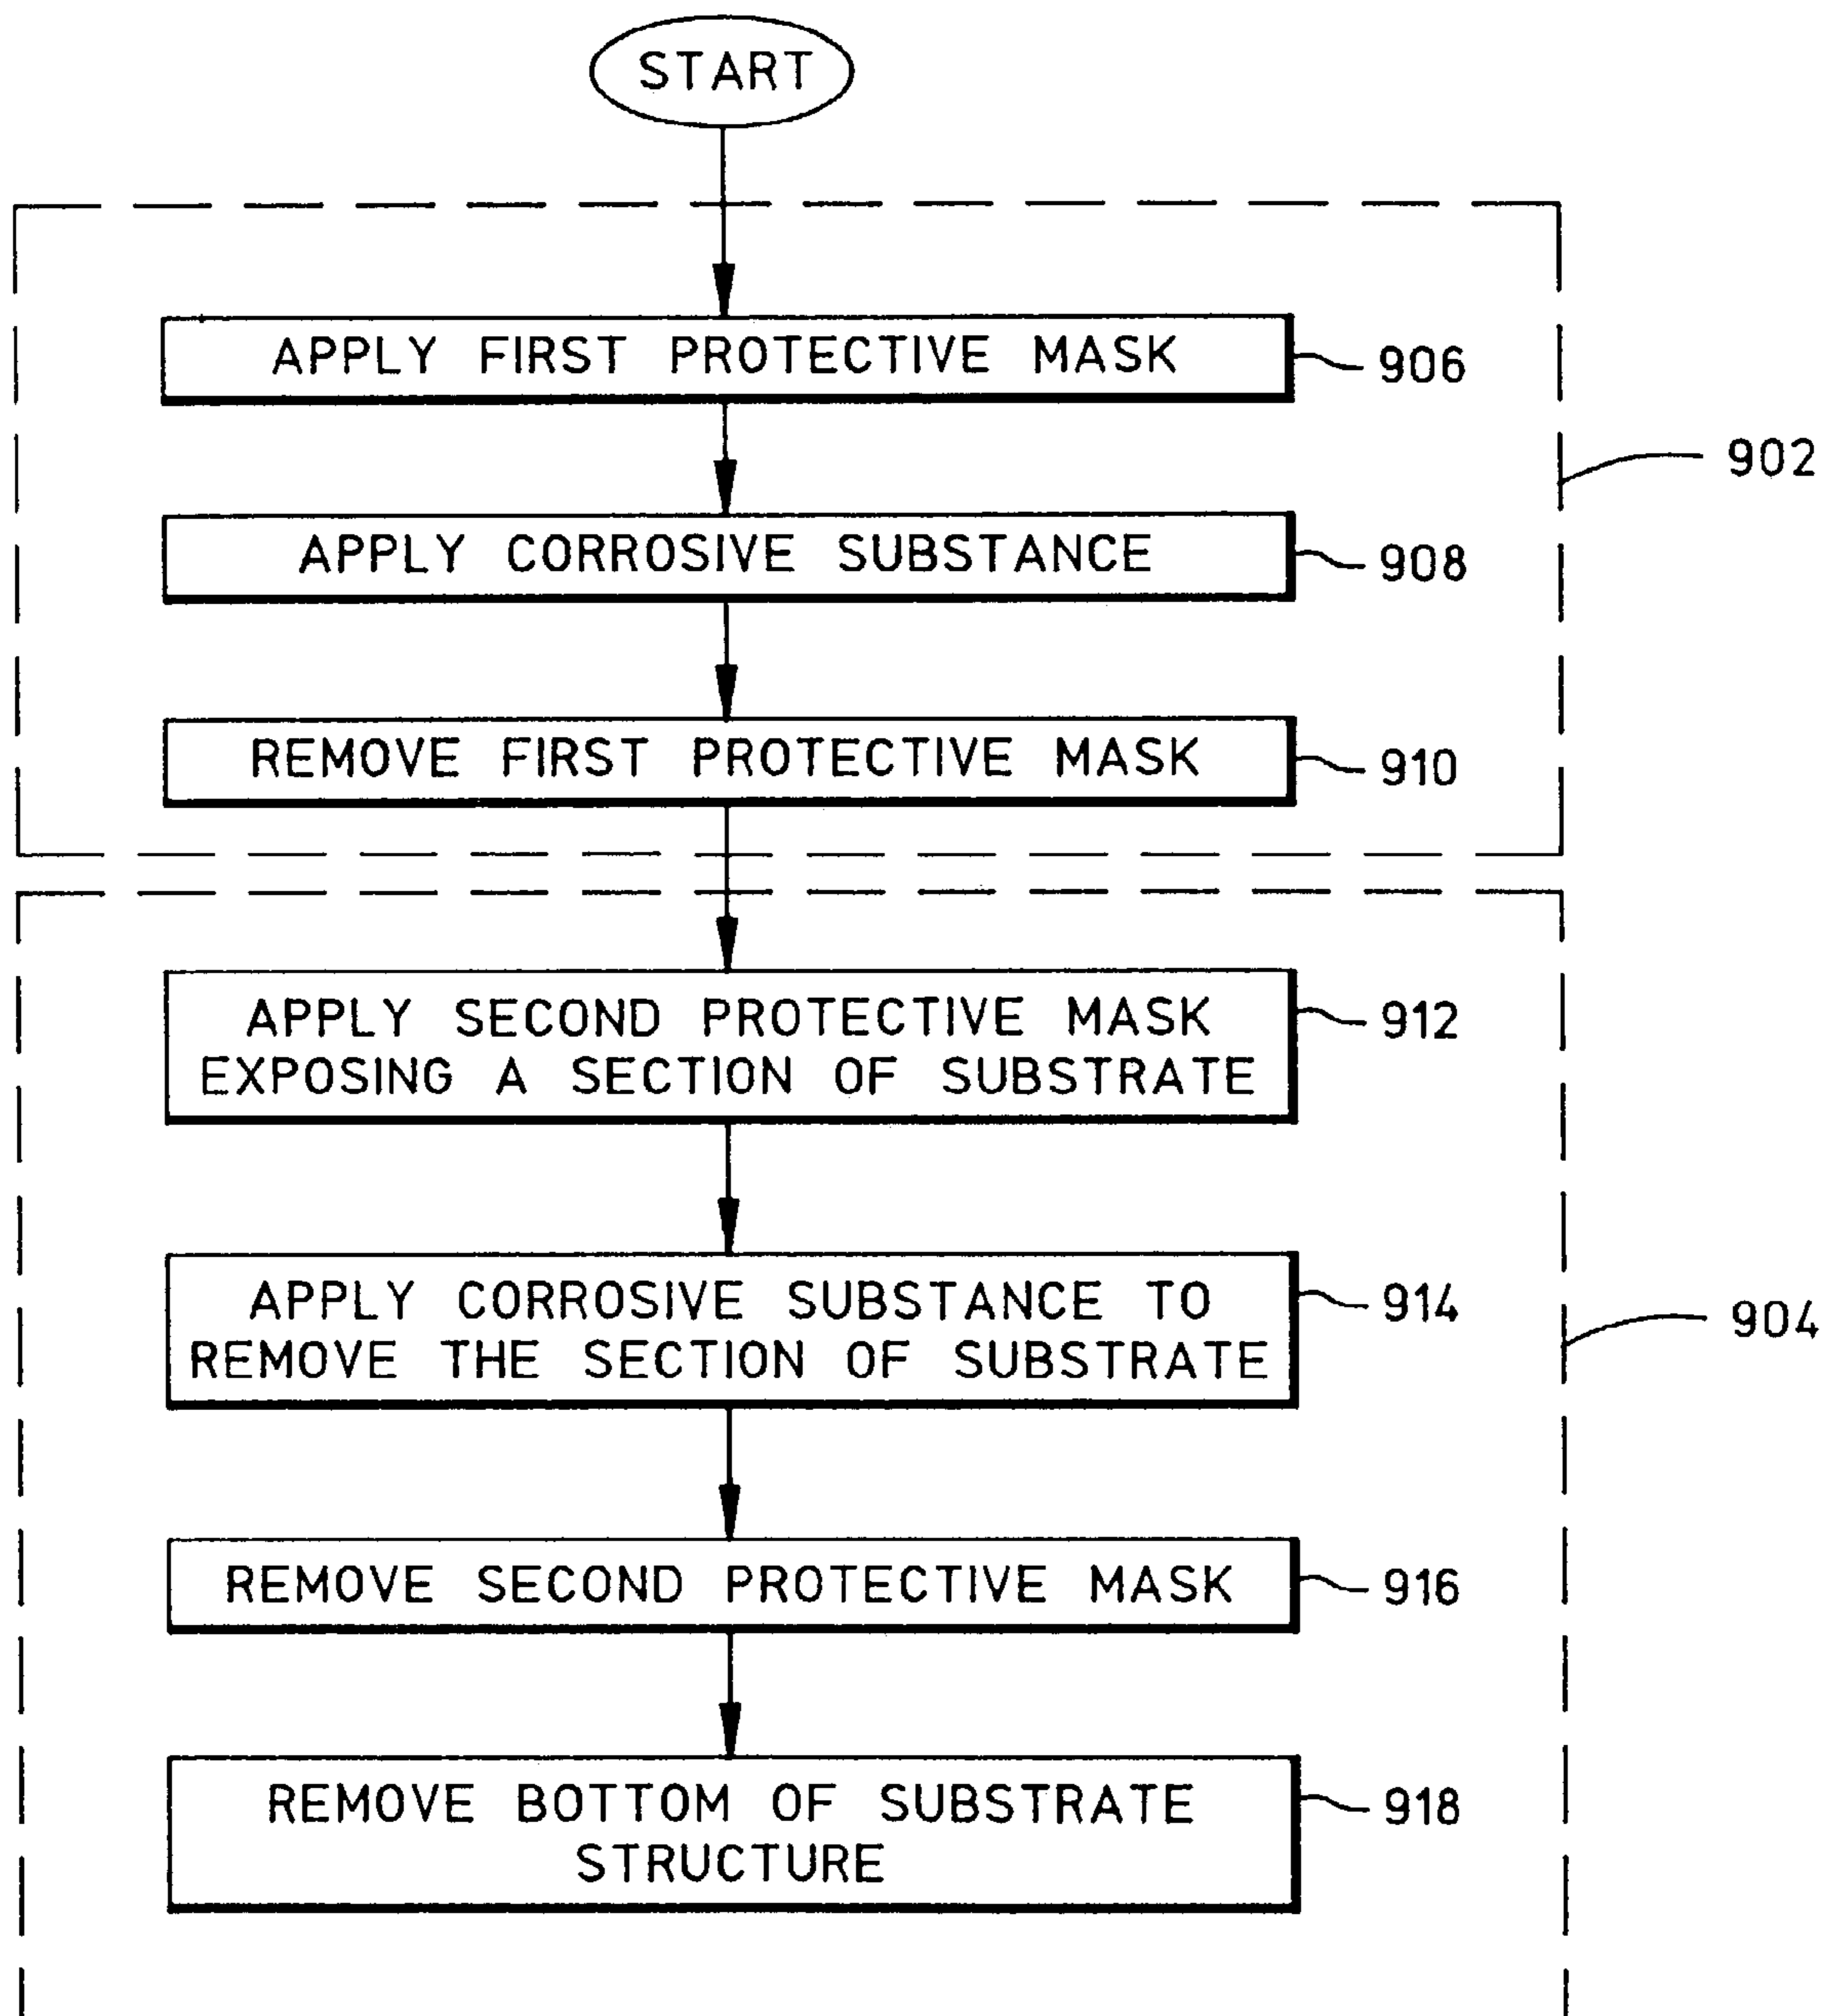 START
APPLY FIRST PROTECTIVE MASK
906
902
APPLY CORROSIVE SUBSTANCE
908
REMOVE FIRST PROTECTIVE MASK
910
APPLY SECOND PROTECTIVE MASK
EXPOSING A SECTION OF SUBSTRATE
912
APPLY CORROSIVE SUBSTANCE TO
REMOVE THE SECTION OF SUBSTRATE
914
904
REMOVE SECOND PROTECTIVE MASK
916
REMOVE BOTTOM OF SUBSTRATE
STRUCTURE
918